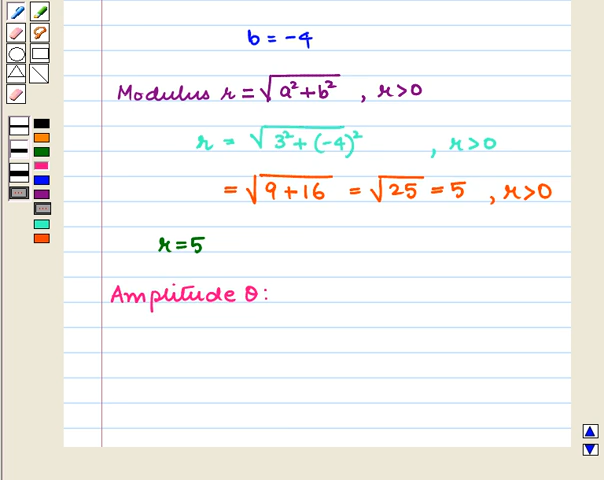 b = -4
Modulus r = √(a²+b²) , r>0
r = √(3²+(-4)²) , r>0
= √(9+16) = √25 = 5 , r>0
r=5
Amplitude θ: